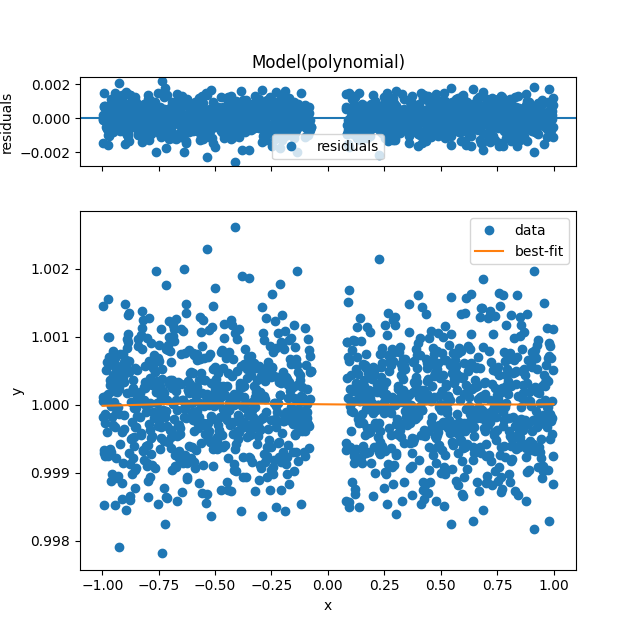 Model(polynomial)
0.002
0.000
−0.002
residuals
residuals
data
best-fit
1.002
1.001
1.000
0.999
0.998
y
−1.00 −0.75 −0.50 −0.25 0.00 0.25 0.50 0.75 1.00
x